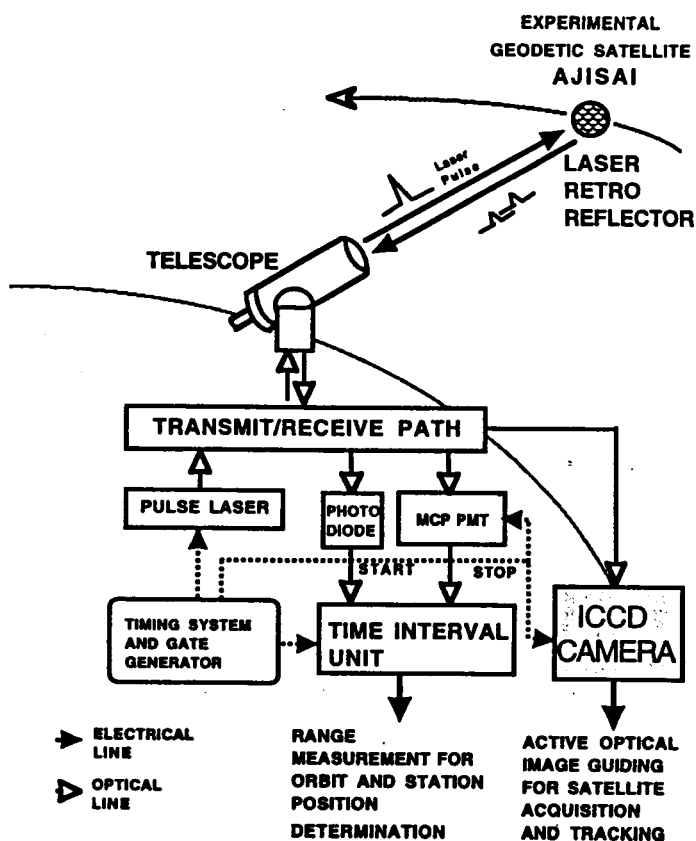 EXPERIMENTAL
GEODETIC SATELLITE
AJISAI
Laser
Pulse
LASER
RETRO
REFLECTOR
TELESCOPE
TRANSMIT/RECEIVE PATH
PULSE LASER
PHOTO
DIODE
MCP PMT
START
STOP
TIMING SYSTEM
AND GATE
GENERATOR
TIME INTERVAL
UNIT
ICCD
CAMERA
ELECTRICAL
LINE
OPTICAL
LINE
RANGE
MEASUREMENT FOR
ORBIT AND STATION
POSITION
DETERMINATION
ACTIVE OPTICAL
IMAGE GUIDING
FOR SATELLITE
ACQUISITION
AND TRACKING